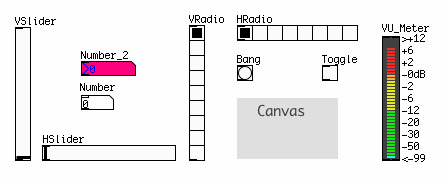 VSlider
Number_2
>0
Number
0
HSlider
VRadio
HRadio
Bang
Toggle
Canvas
VU_Meter
>+12
+6
+2
-0dB
-2
-6
-12
-20
-30
-50
<-99